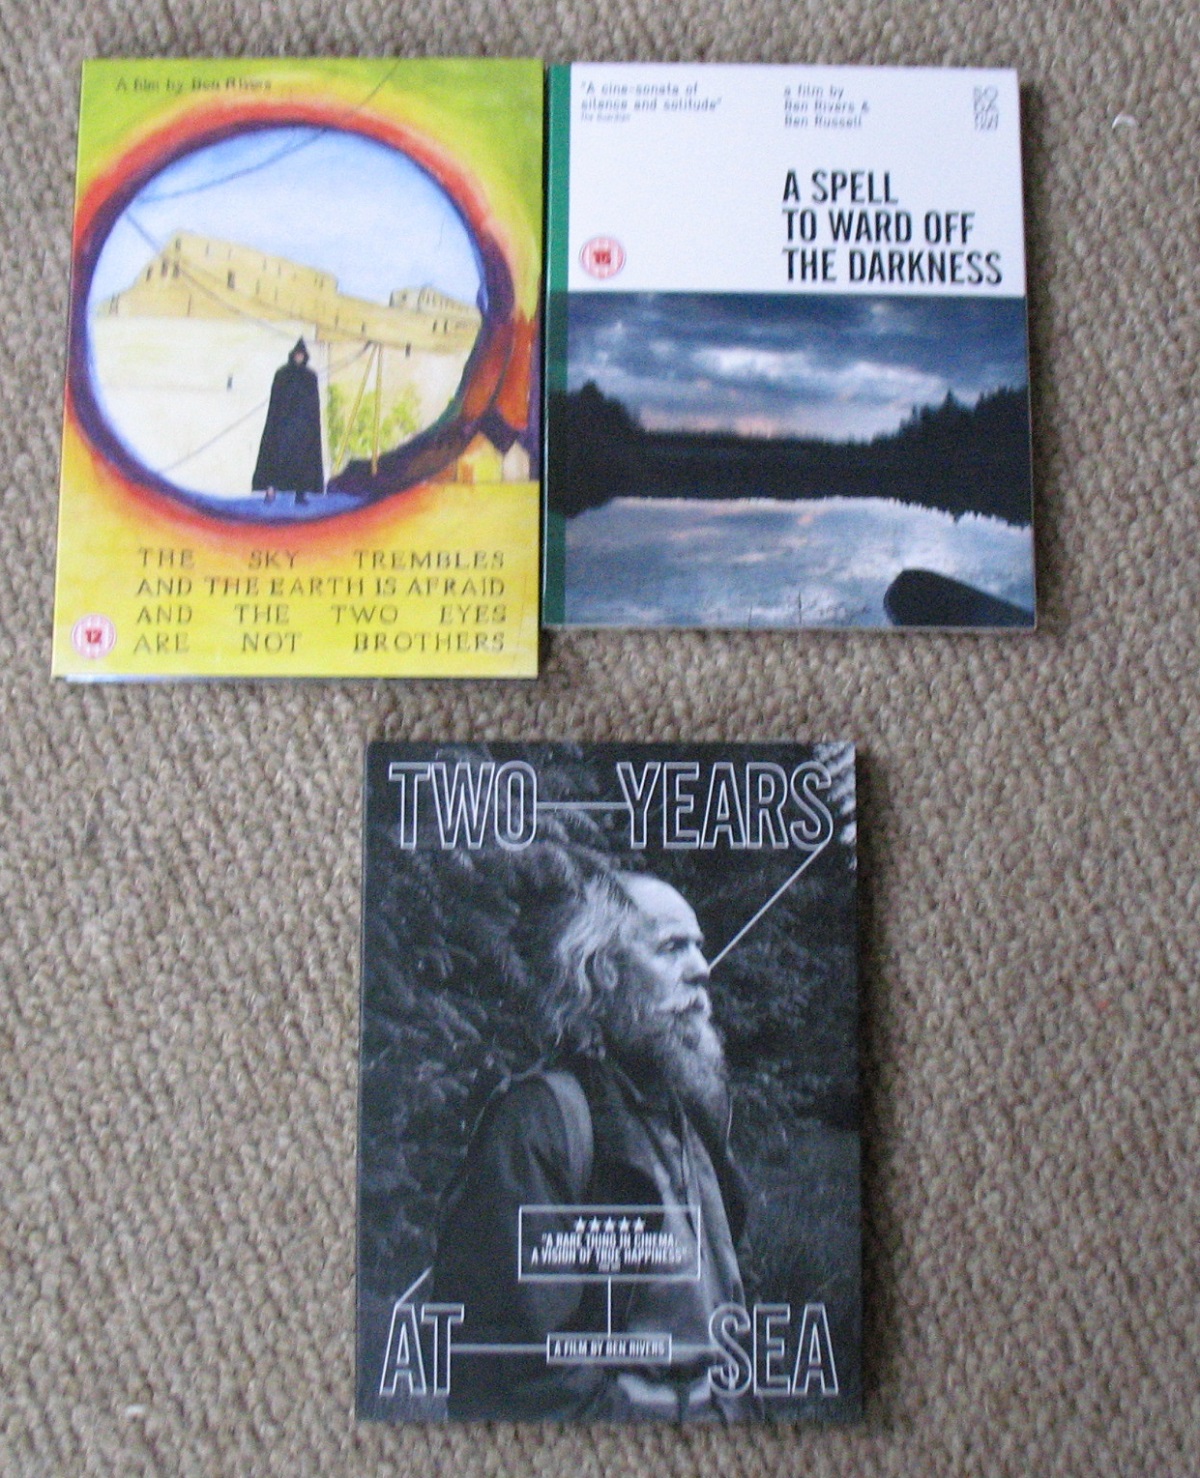 A film by Ben Rivers
THE SKY TREMBLES
AND THE EARTH IS AFRAID
AND THE TWO EYES
ARE NOT BROTHERS
12
"A cine-sonata of
silence and solitude"
a film by
Ben Rivers &
Ben Russell
A SPELL
TO WARD OFF
THE DARKNESS
15
TWO YEARS
★★★★★
"A RARE THING IN CINEMA,
A VISION OF TRUE HAPPINESS"
AT SEA
A FILM BY BEN RIVERS